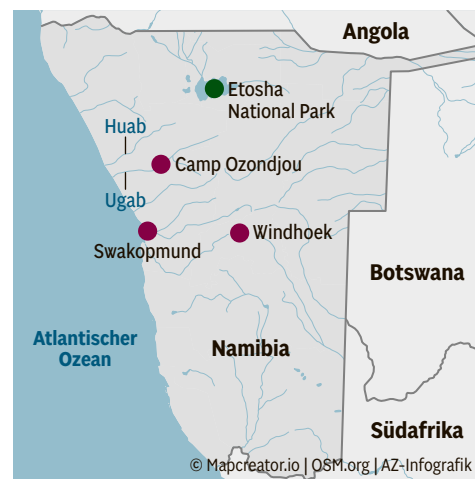 Angola
Etosha
National Park
Huab
Camp Ozondjou
Ugab
Windhoek
Swakopmund
Botswana
Atlantischer
Ozean
Namibia
Südafrika
© Mapcreator.io | OSM.org | AZ-Infografik